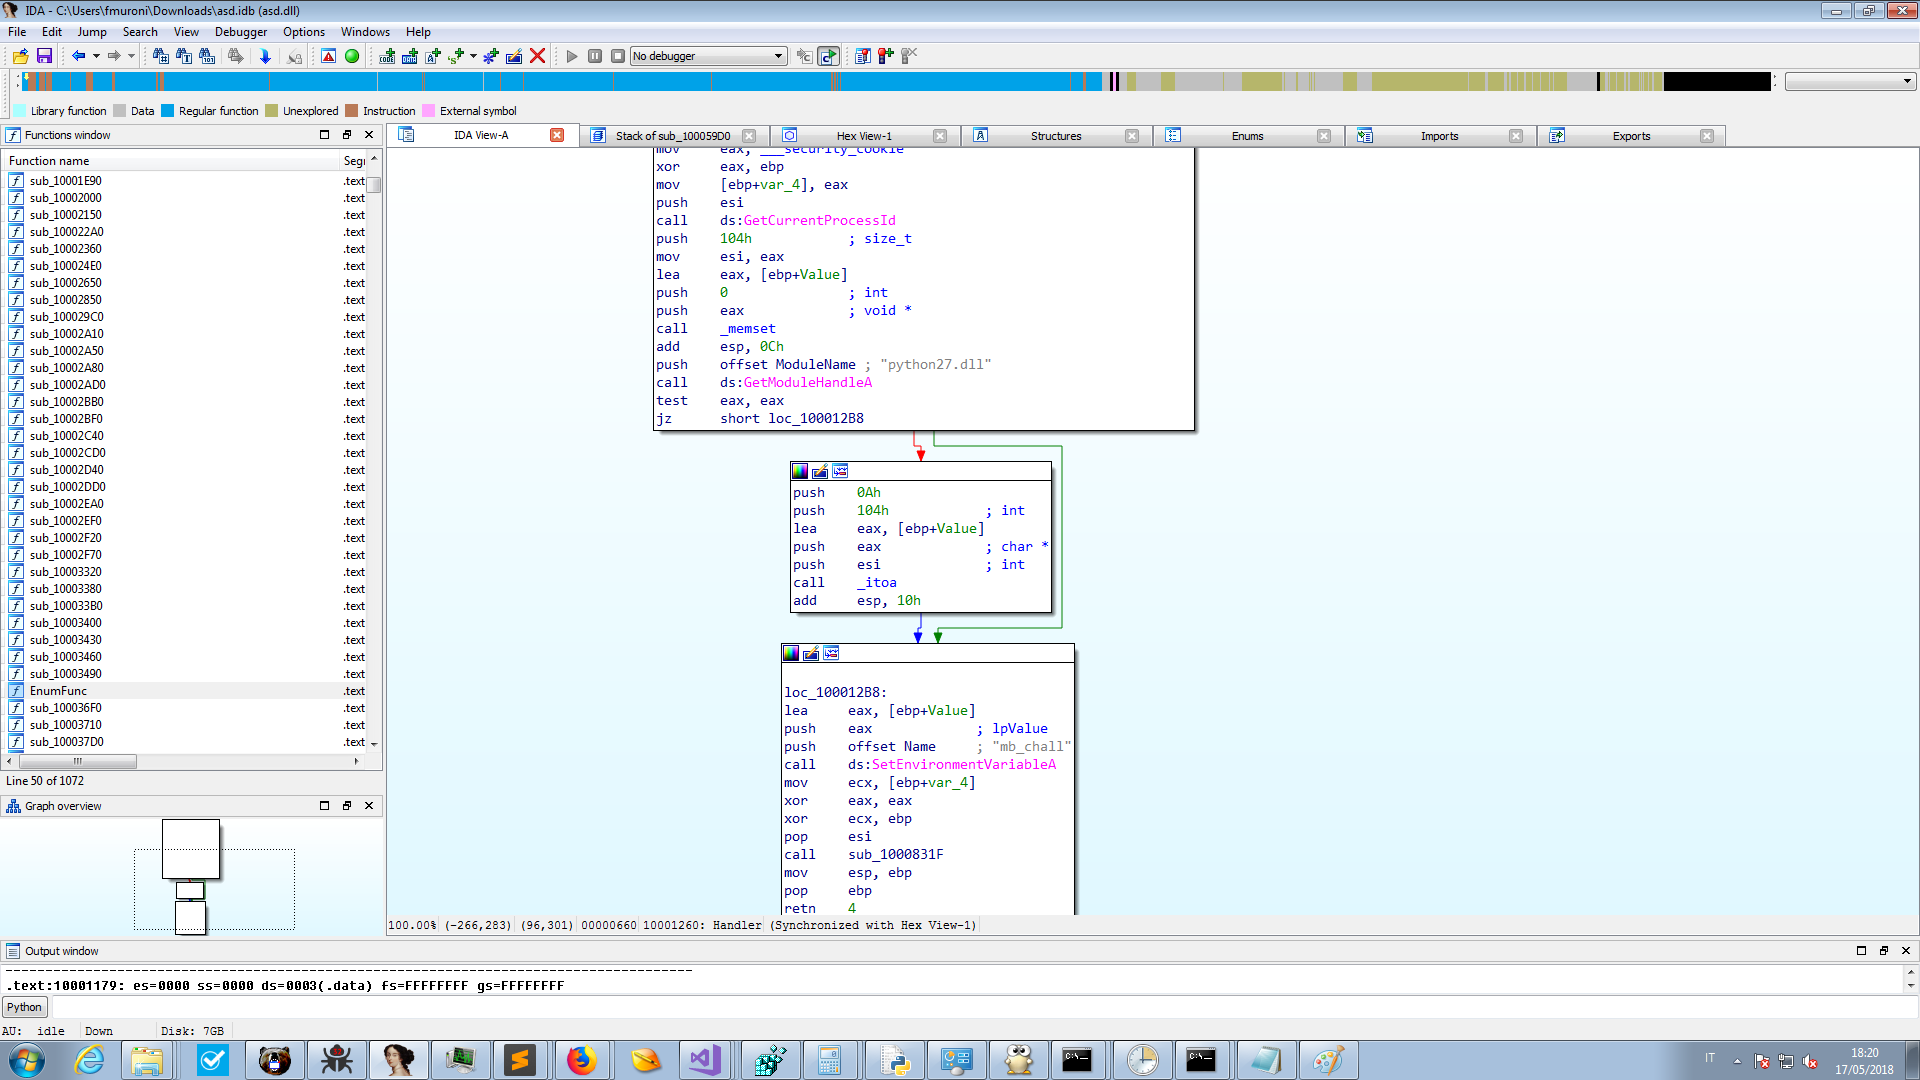 IDA - C:\Users\fmuroni\Downloads\asd.idb (asd.dll)
File Edit Jump Search View Debugger Options Windows Help
No debugger
Library function Data Regular function Unexplored Instruction External symbol
Functions window
IDA View-A
Stack of sub_100059D0
Hex View-1
Structures
Enums
Imports
Exports
Function name
sub_10001E90 .text
sub_10002000 .text
sub_10002150 .text
sub_100022A0 .text
sub_10002360 .text
sub_100024E0 .text
sub_10002650 .text
sub_10002850 .text
sub_100029C0 .text
sub_10002A10 .text
sub_10002A50 .text
sub_10002A80 .text
sub_10002AD0 .text
sub_10002BB0 .text
sub_10002BF0 .text
sub_10002C40 .text
sub_10002CD0 .text
sub_10002D40 .text
sub_10002DD0 .text
sub_10002EA0 .text
sub_10002EF0 .text
sub_10002F20 .text
sub_10002F70 .text
sub_10003320 .text
sub_10003380 .text
sub_100033B0 .text
sub_10003400 .text
sub_10003430 .text
sub_10003460 .text
sub_10003490 .text
EnumFunc .text
sub_100036F0 .text
sub_10003710 .text
sub_100037D0 .text
Line 50 of 1072
Graph overview
mov eax, ___security_cookie
xor eax, ebp
mov [ebp+var_4], eax
push esi
call ds:GetCurrentProcessId
push 104h ; size_t
mov esi, eax
lea eax, [ebp+Value]
push 0 ; int
push eax ; void *
call _memset
add esp, 0Ch
push offset ModuleName ; "python27.dll"
call ds:GetModuleHandleA
test eax, eax
jz short loc_100012B8
push 0Ah
push 104h ; int
lea eax, [ebp+Value]
push eax ; char *
push esi ; int
call _itoa
add esp, 10h
loc_100012B8:
lea eax, [ebp+Value]
push eax ; lpValue
push offset Name ; "mb_chall"
call ds:SetEnvironmentVariableA
mov ecx, [ebp+var_4]
xor eax, eax
xor ecx, ebp
pop esi
call sub_1000831F
mov esp, ebp
pop ebp
retn 4
100.00% (-266,283) (96,301) 00000660 10001260: Handler (Synchronized with Hex View-1)
Output window
.text:10001179: es=0000 ss=0000 ds=0003(.data) fs=FFFFFFFF gs=FFFFFFFF
Python
AU: idle Down Disk: 7GB
IT
18:20
17/05/2018